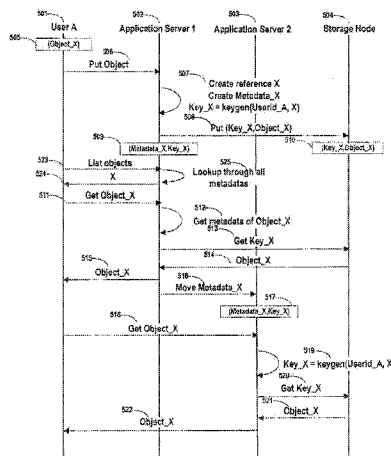 501 502 503 504
User A Application Server 1 Application Server 2 Storage Node
505
(Object_X)
506
Put Object
507
Create reference X
Create Metadata_X
Key_X = keygen(Userid_A, X)
508
Put (Key_X,Object_X)
509
(Metadata_X,Key_X)
510
(Key_X,Object_X)
523
List objects
525
Lookup through all
metadatas
524
X
511
Get Object_X
512
Get metadata of Object_X
513
Get Key_X
514
Object_X
515
Object_X
516
Move Metadata_X
517
(Metadata_X,Key_X)
518
Get Object_X
519
Key_X = keygen(Userid_A, X)
520
Get Key_X
521
Object_X
522
Object_X